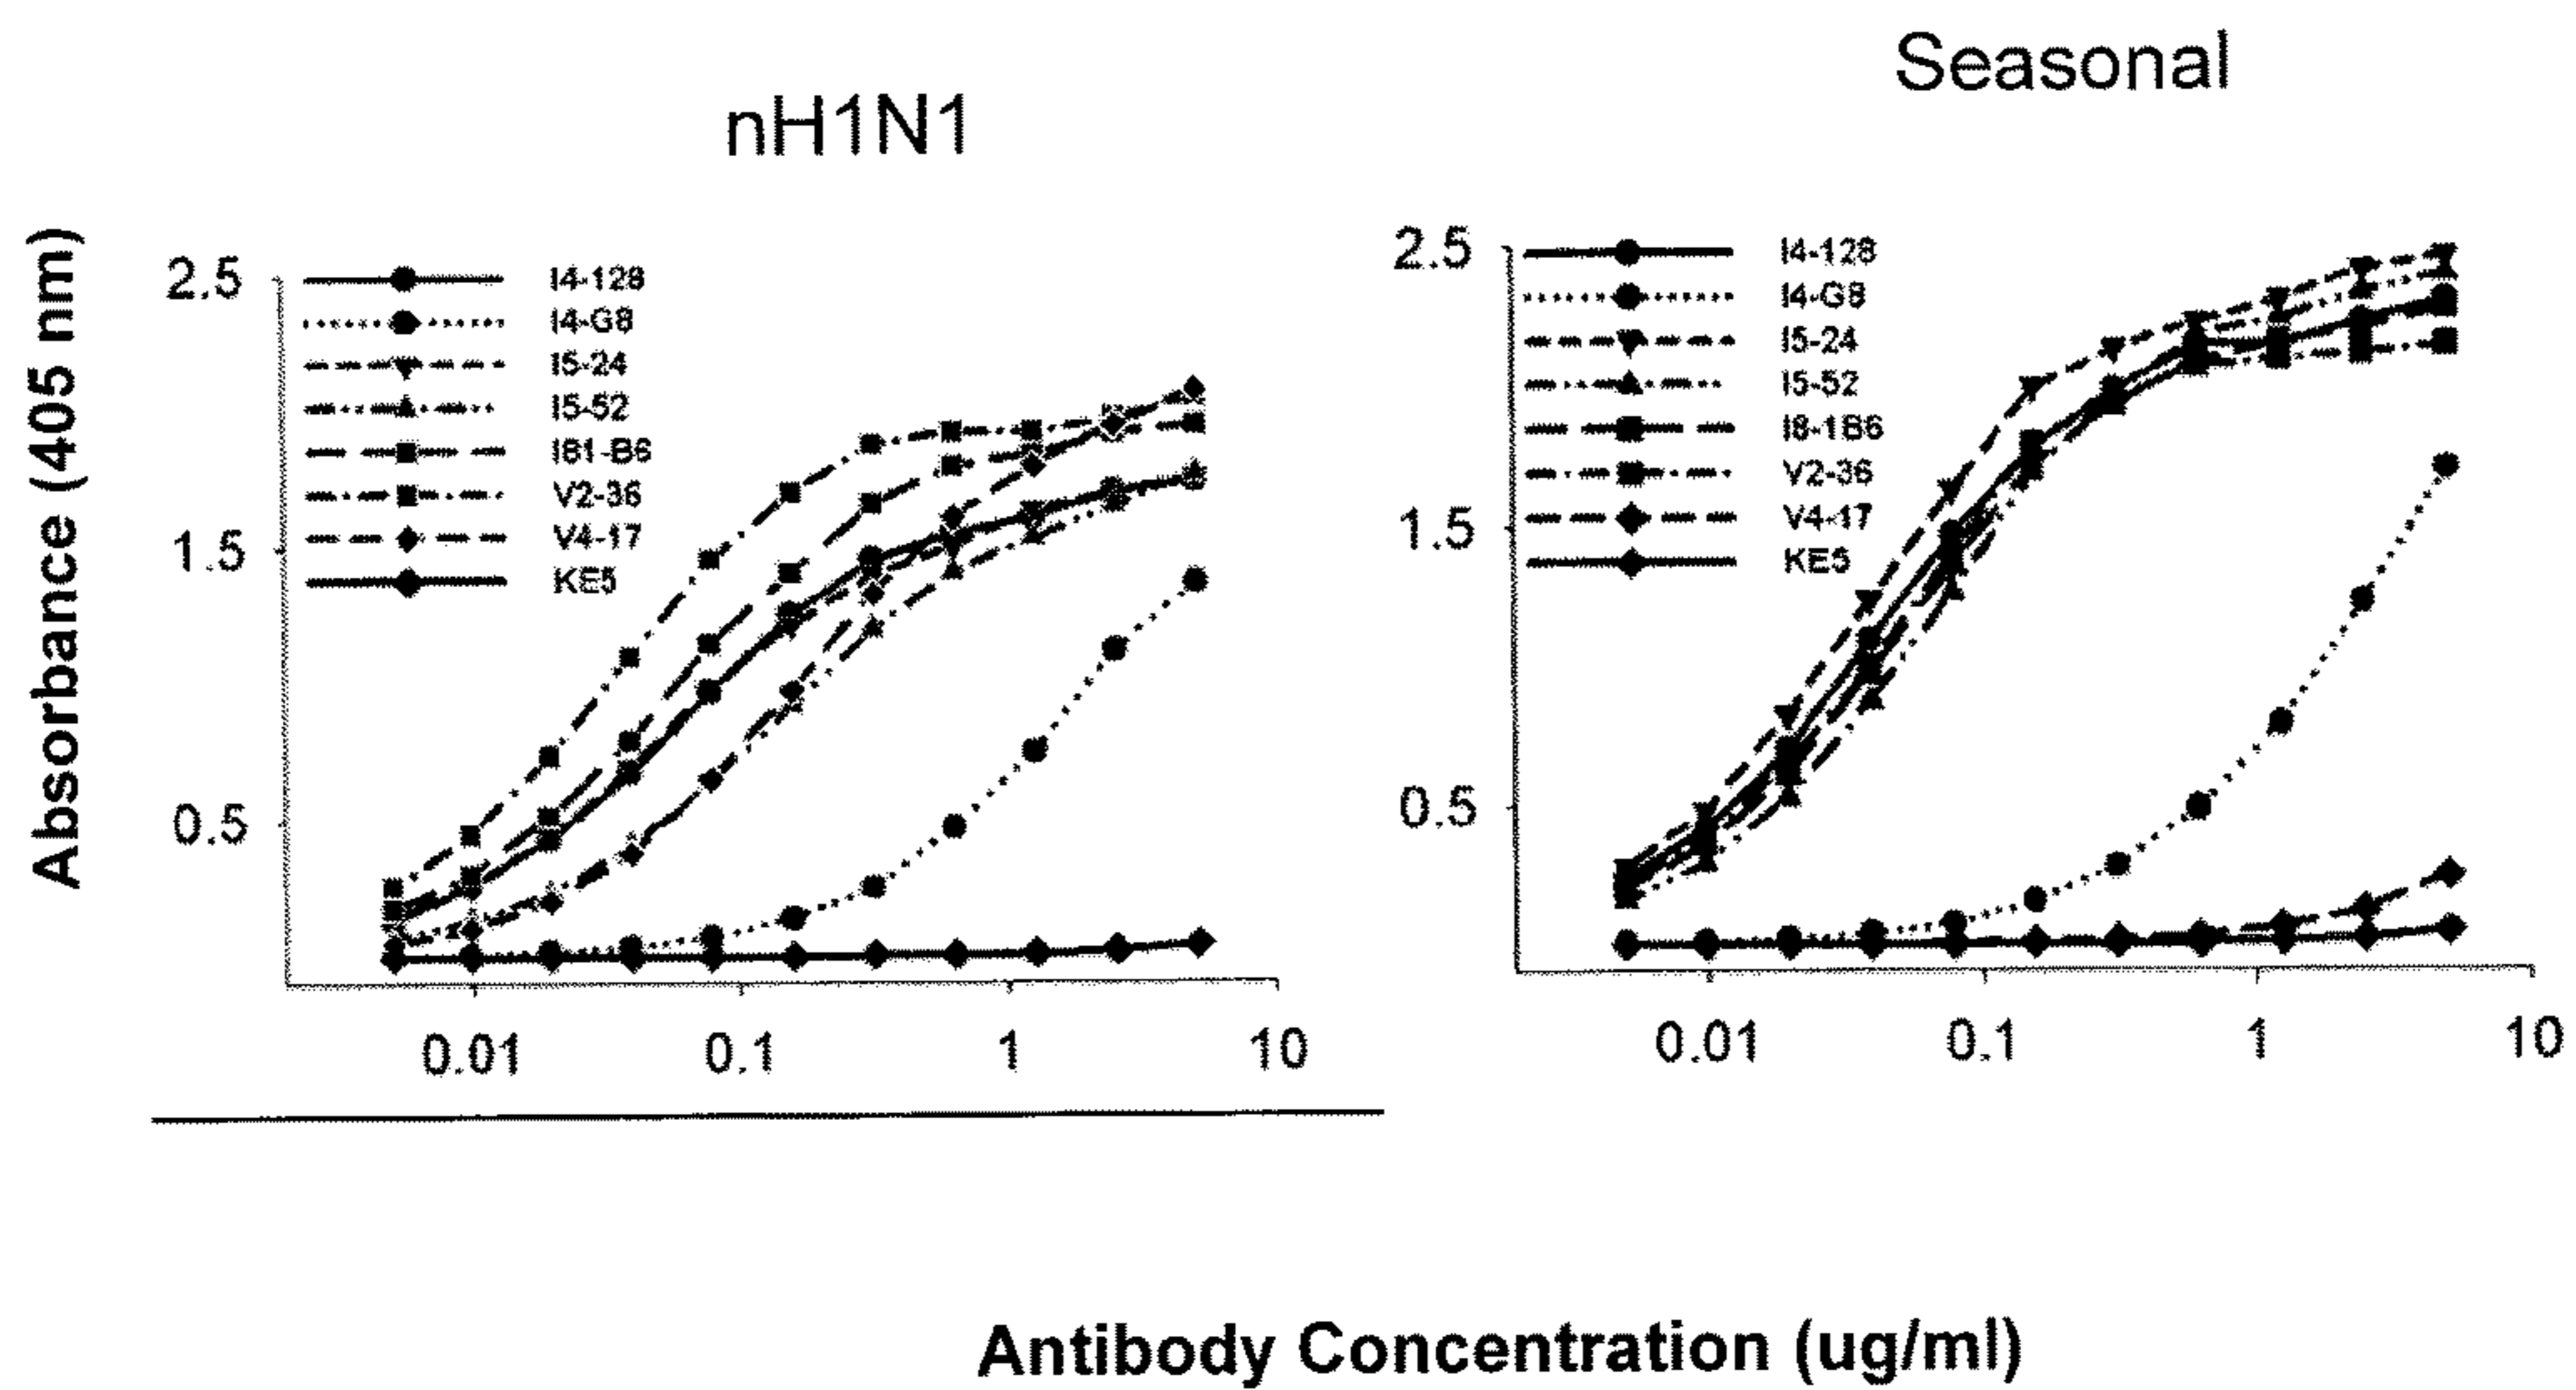 nH1N1
Seasonal
Absorbance (405 nm)
2.5
1.5
0.5
I4-128
I4-G8
I5-24
I5-52
I81-B6
V2-36
V4-17
KE5
0.01
0.1
1
10
2.5
1.5
0.5
I4-128
I4-G8
I5-24
I5-52
I8-1B6
V2-36
V4-17
KE5
0.01
0.1
1
10
Antibody Concentration (ug/ml)